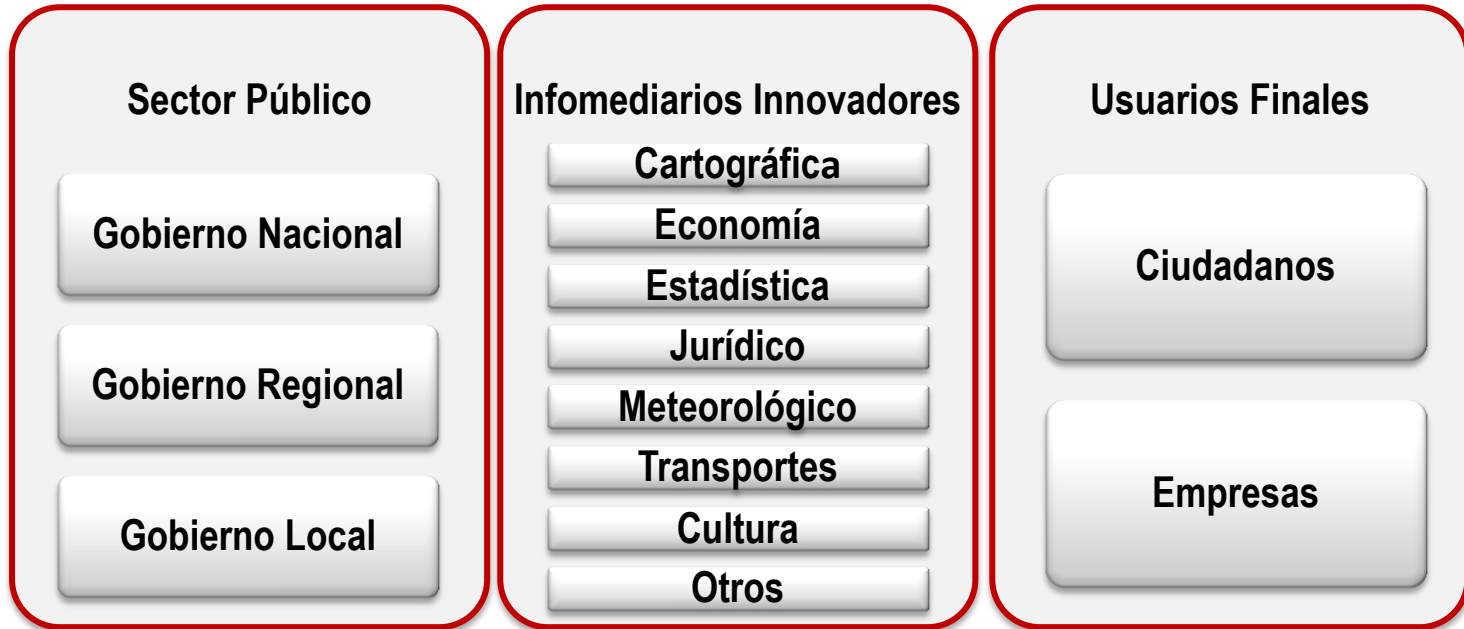 Sector Público
Gobierno Nacional
Gobierno Regional
Gobierno Local
Infomediarios Innovadores
Cartográfica
Economía
Estadística
Jurídico
Meteorológico
Transportes
Cultura
Otros
Usuarios Finales
Ciudadanos
Empresas